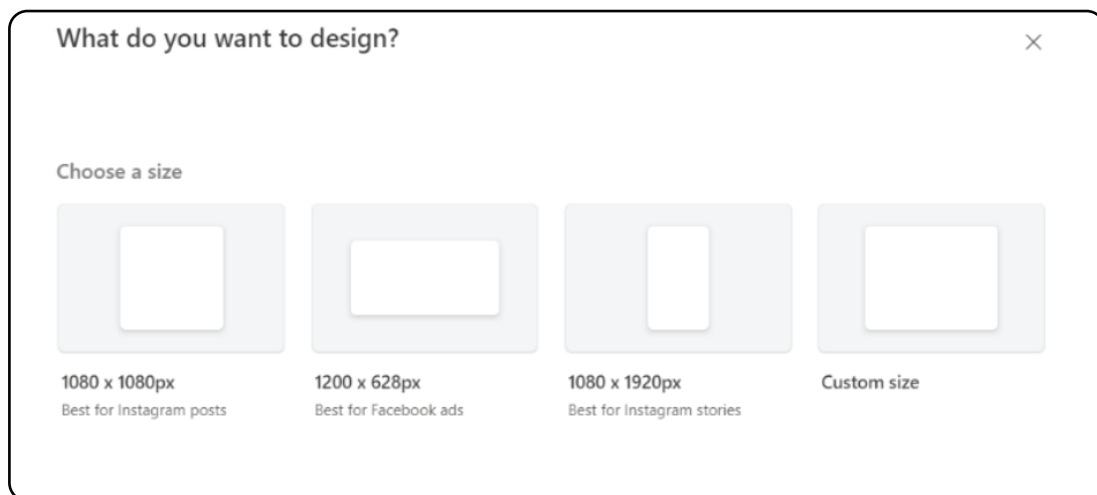 What do you want to design?
Choose a size
1080 x 1080px
Best for Instagram posts
1200 x 628px
Best for Facebook ads
1080 x 1920px
Best for Instagram stories
Custom size